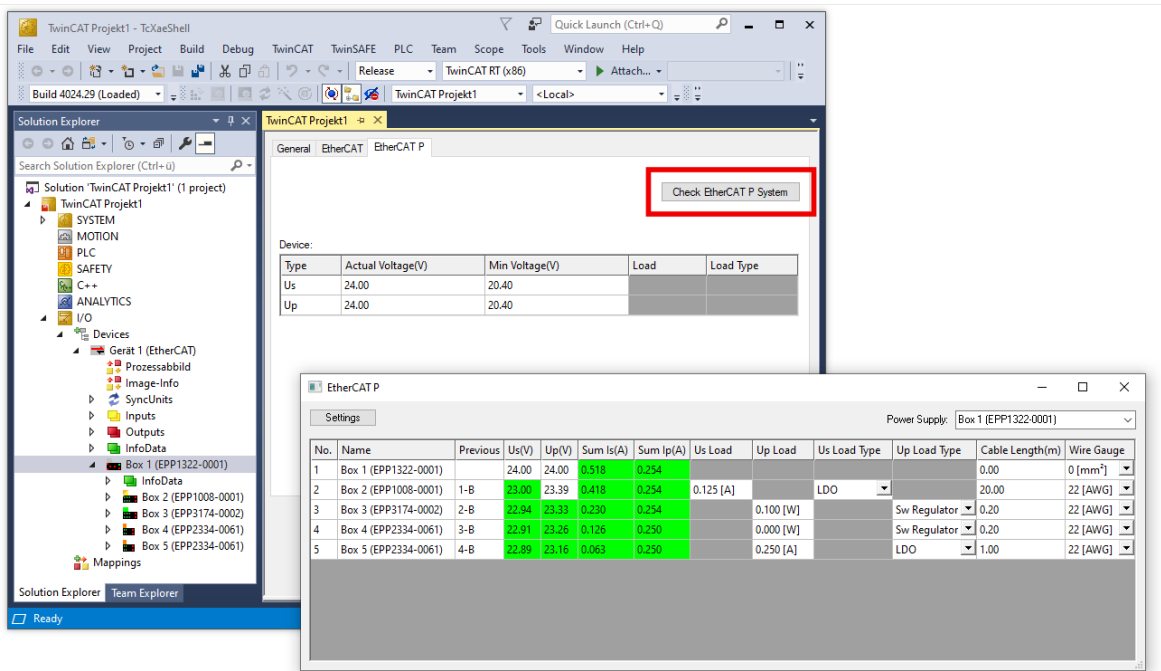 TwinCAT Projekt1 - TcXaeShell
Quick Launch (Ctrl+Q)
File Edit View Project Build Debug TwinCAT TwinSAFE PLC Team Scope Tools Window Help
Release TwinCAT RT (x86) Attach...
Build 4024.29 (Loaded) TwinCAT Projekt1 <Local>
Solution Explorer
Search Solution Explorer (Ctrl+ü)
Solution 'TwinCAT Projekt1' (1 project)
TwinCAT Projekt1
SYSTEM
MOTION
PLC
SAFETY
C++
ANALYTICS
I/O
Devices
Gerät 1 (EtherCAT)
Prozessabbild
Image-Info
SyncUnits
Inputs
Outputs
InfoData
Box 1 (EPP1322-0001)
InfoData
Box 2 (EPP1008-0001)
Box 3 (EPP3174-0002)
Box 4 (EPP2334-0061)
Box 5 (EPP2334-0061)
Mappings
Solution Explorer Team Explorer
Ready
TwinCAT Projekt1
General EtherCAT EtherCAT P
Check EtherCAT P System
Device:
Type Actual Voltage(V) Min Voltage(V) Load Load Type
Us 24.00 20.40
Up 24.00 20.40
EtherCAT P
Settings Power Supply: Box 1 (EPP1322-0001)
No. Name Previous Us(V) Up(V) Sum Is(A) Sum Ip(A) Us Load Up Load Us Load Type Up Load Type Cable Length(m) Wire Gauge
1 Box 1 (EPP1322-0001) 24.00 24.00 0.518 0.254 0.00 0 [mm²]
2 Box 2 (EPP1008-0001) 1-B 23.00 23.39 0.418 0.254 0.125 [A] LDO 20.00 22 [AWG]
3 Box 3 (EPP3174-0002) 2-B 22.94 23.33 0.230 0.254 0.100 [W] Sw Regulator 0.20 22 [AWG]
4 Box 4 (EPP2334-0061) 3-B 22.91 23.26 0.126 0.250 0.000 [W] Sw Regulator 0.20 22 [AWG]
5 Box 5 (EPP2334-0061) 4-B 22.89 23.16 0.063 0.250 0.250 [A] LDO 1.00 22 [AWG]